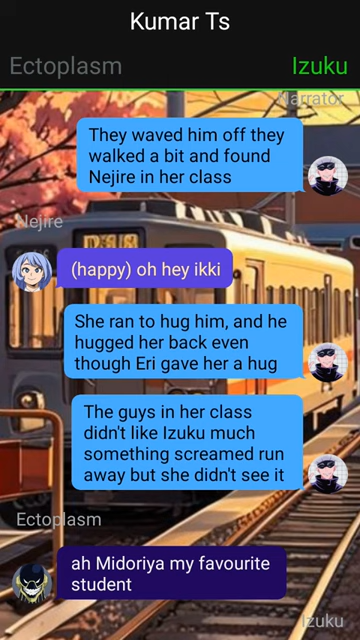 Kumar Ts
Ectoplasm
Izuku
Narrator
They waved him off they
walked a bit and found
Nejire in her class
Nejire
(happy) oh hey ikki
She ran to hug him, and he
hugged her back even
though Eri gave her a hug
The guys in her class
didn't like Izuku much
something screamed run
away but she didn't see it
Ectoplasm
ah Midoriya my favourite
student
Izuku